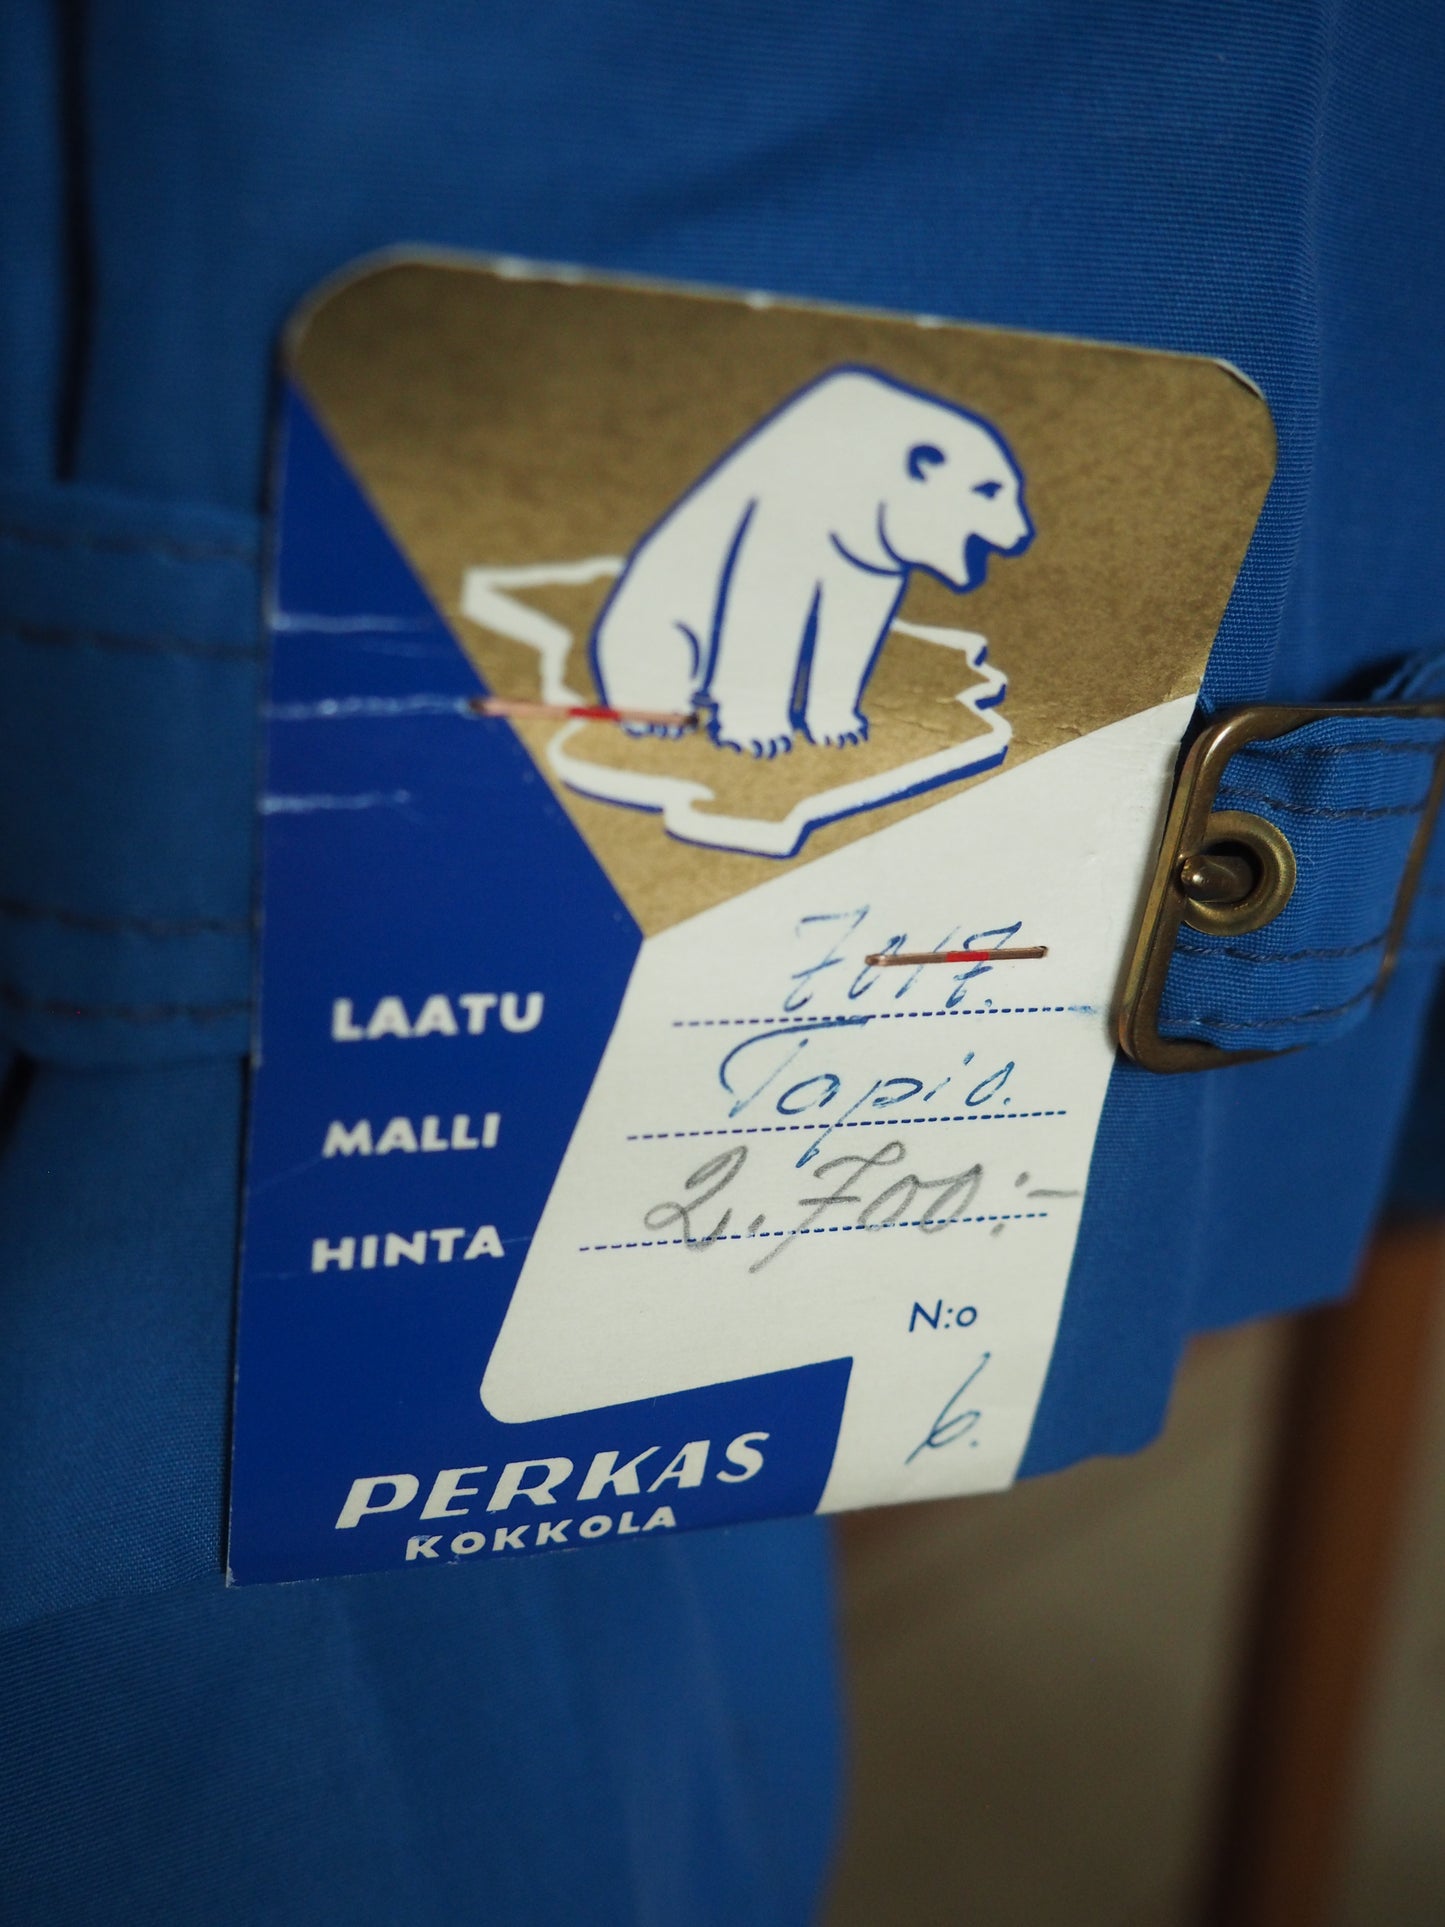 LAATU 7017.
MALLI Tapio.
HINTA 2.700:-
N:o
6.
PERKAS
KOKKOLA